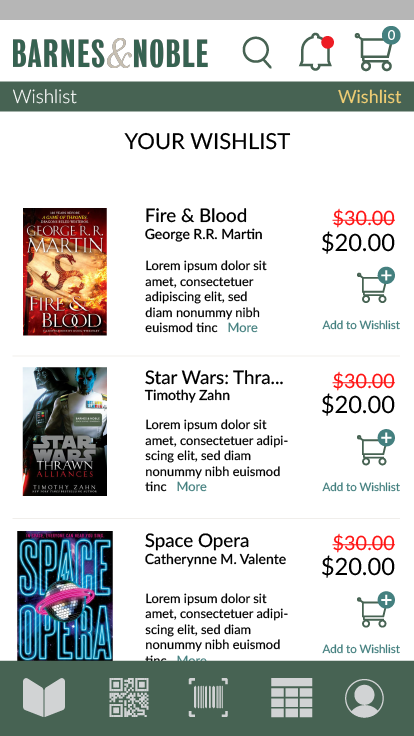 BARNES&NOBLE
0
Wishlist
Wishlist
YOUR WISHLIST
GEORGE R. R.
MARTIN
FIRE &
BLOOD
Fire & Blood
George R.R. Martin
Lorem ipsum dolor sit
amet, consectetuer
adipiscing elit, sed
diam nonummy nibh
euismod tinc More
$30.00
$20.00
Add to Wishlist
STAR
WARS
THRAWN
ALLIANCES
TIMOTHY ZAHN
Star Wars: Thra...
Timothy Zahn
Lorem ipsum dolor sit
amet, consectetuer adipi-
scing elit, sed diam
nonummy nibh euismod
tinc More
$30.00
$20.00
Add to Wishlist
SPACE
OPERA
Space Opera
Catherynne M. Valente
Lorem ipsum dolor sit
amet, consectetuer adipi-
scing elit, sed diam
nonummy nibh euismod
tinc More
$30.00
$20.00
Add to Wishlist